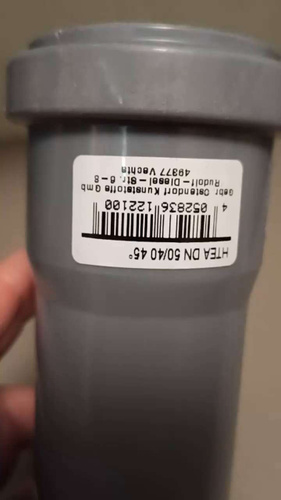 HTEA DN 50/40 45°
4 052836 122100
Gebr. Ostendorf Kunststoffe Gmb
Rudolf-Diesel-Str. 6-8
49377 Vechta